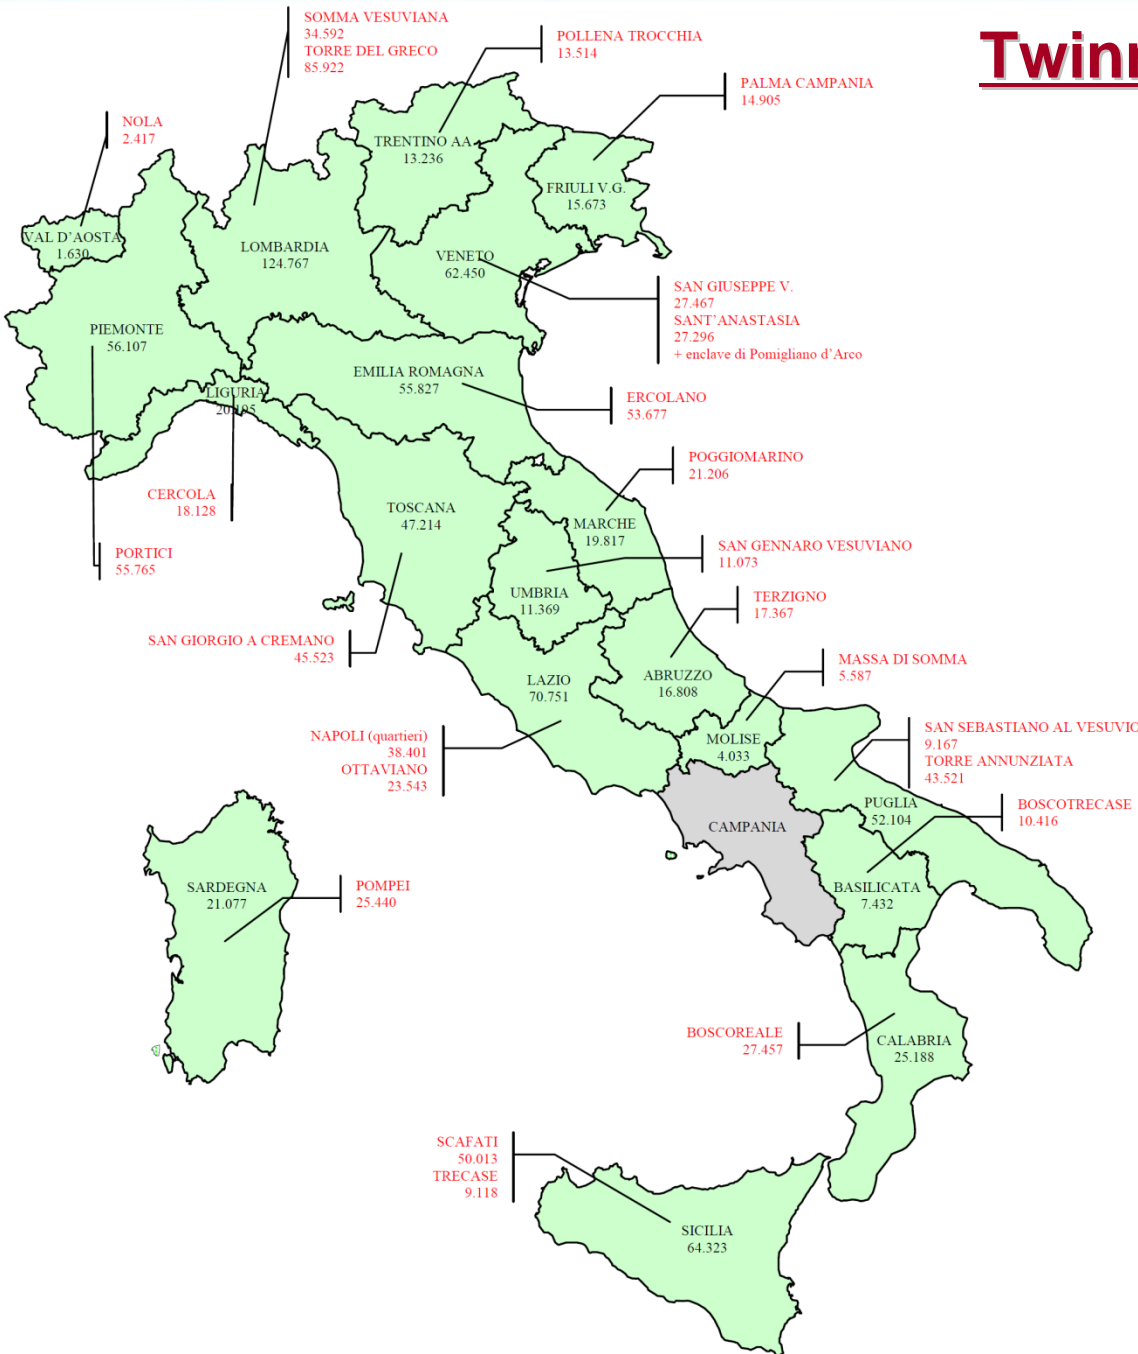 SOMMA VESUVIANA
34.592
TORRE DEL GRECO
85.922
POLLENA TROCCHIA
13.514
Twinn
PALMA CAMPANIA
14.905
NOLA
2.417
TRENTINO AA
13.236
FRIULI V.G.
15.673
VAL D'AOSTA
1.630
LOMBARDIA
124.767
VENETO
62.450
SAN GIUSEPPE V.
27.467
SANT'ANASTASIA
27.296
+ enclave di Pomigliano d'Arco
PIEMONTE
56.107
EMILIA ROMAGNA
55.827
LIGURIA
20.195
ERCOLANO
53.677
POGGIOMARINO
21.206
CERCOLA
18.128
TOSCANA
47.214
MARCHE
19.817
PORTICI
55.765
SAN GENNARO VESUVIANO
11.073
UMBRIA
11.369
TERZIGNO
17.367
SAN GIORGIO A CREMANO
45.523
MASSA DI SOMMA
5.587
LAZIO
70.751
ABRUZZO
16.808
NAPOLI (quartieri)
38.401
OTTAVIANO
23.543
MOLISE
4.033
SAN SEBASTIANO AL VESUVIO
9.167
TORRE ANNUNZIATA
43.521
PUGLIA
52.104
BOSCOTRECASE
10.416
CAMPANIA
SARDEGNA
21.077
POMPEI
25.440
BASILICATA
7.432
BOSCOREALE
27.457
CALABRIA
25.188
SCAFATI
50.013
TRECASE
9.118
SICILIA
64.323